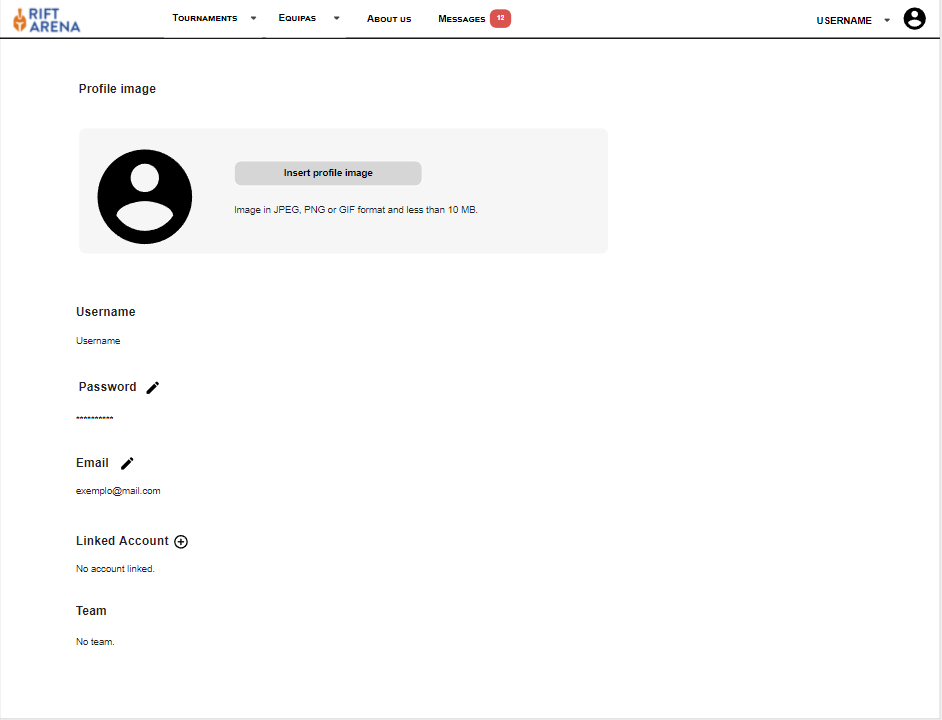 RIFT
ARENA
TOURNAMENTS EQUIPAS ABOUT US MESSAGES 12 USERNAME
Profile image
Insert profile image
Image in JPEG, PNG or GIF format and less than 10 MB.
Username
Username
Password
**********
Email
exemplo@mail.com
Linked Account
No account linked.
Team
No team.